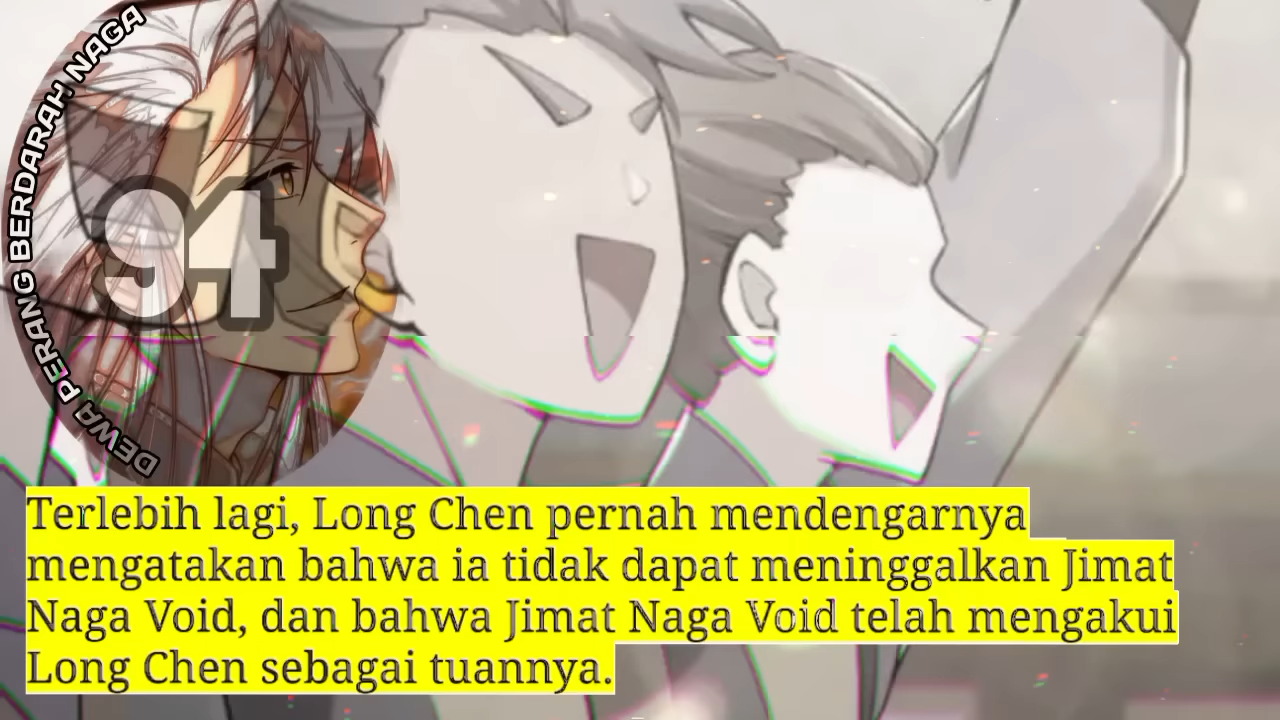 DEWA PERANG BERDARAH NAGA
94
Terlebih lagi, Long Chen pernah mendengarnya
mengatakan bahwa ia tidak dapat meninggalkan Jimat
Naga Void, dan bahwa Jimat Naga Void telah mengakui
Long Chen sebagai tuannya.